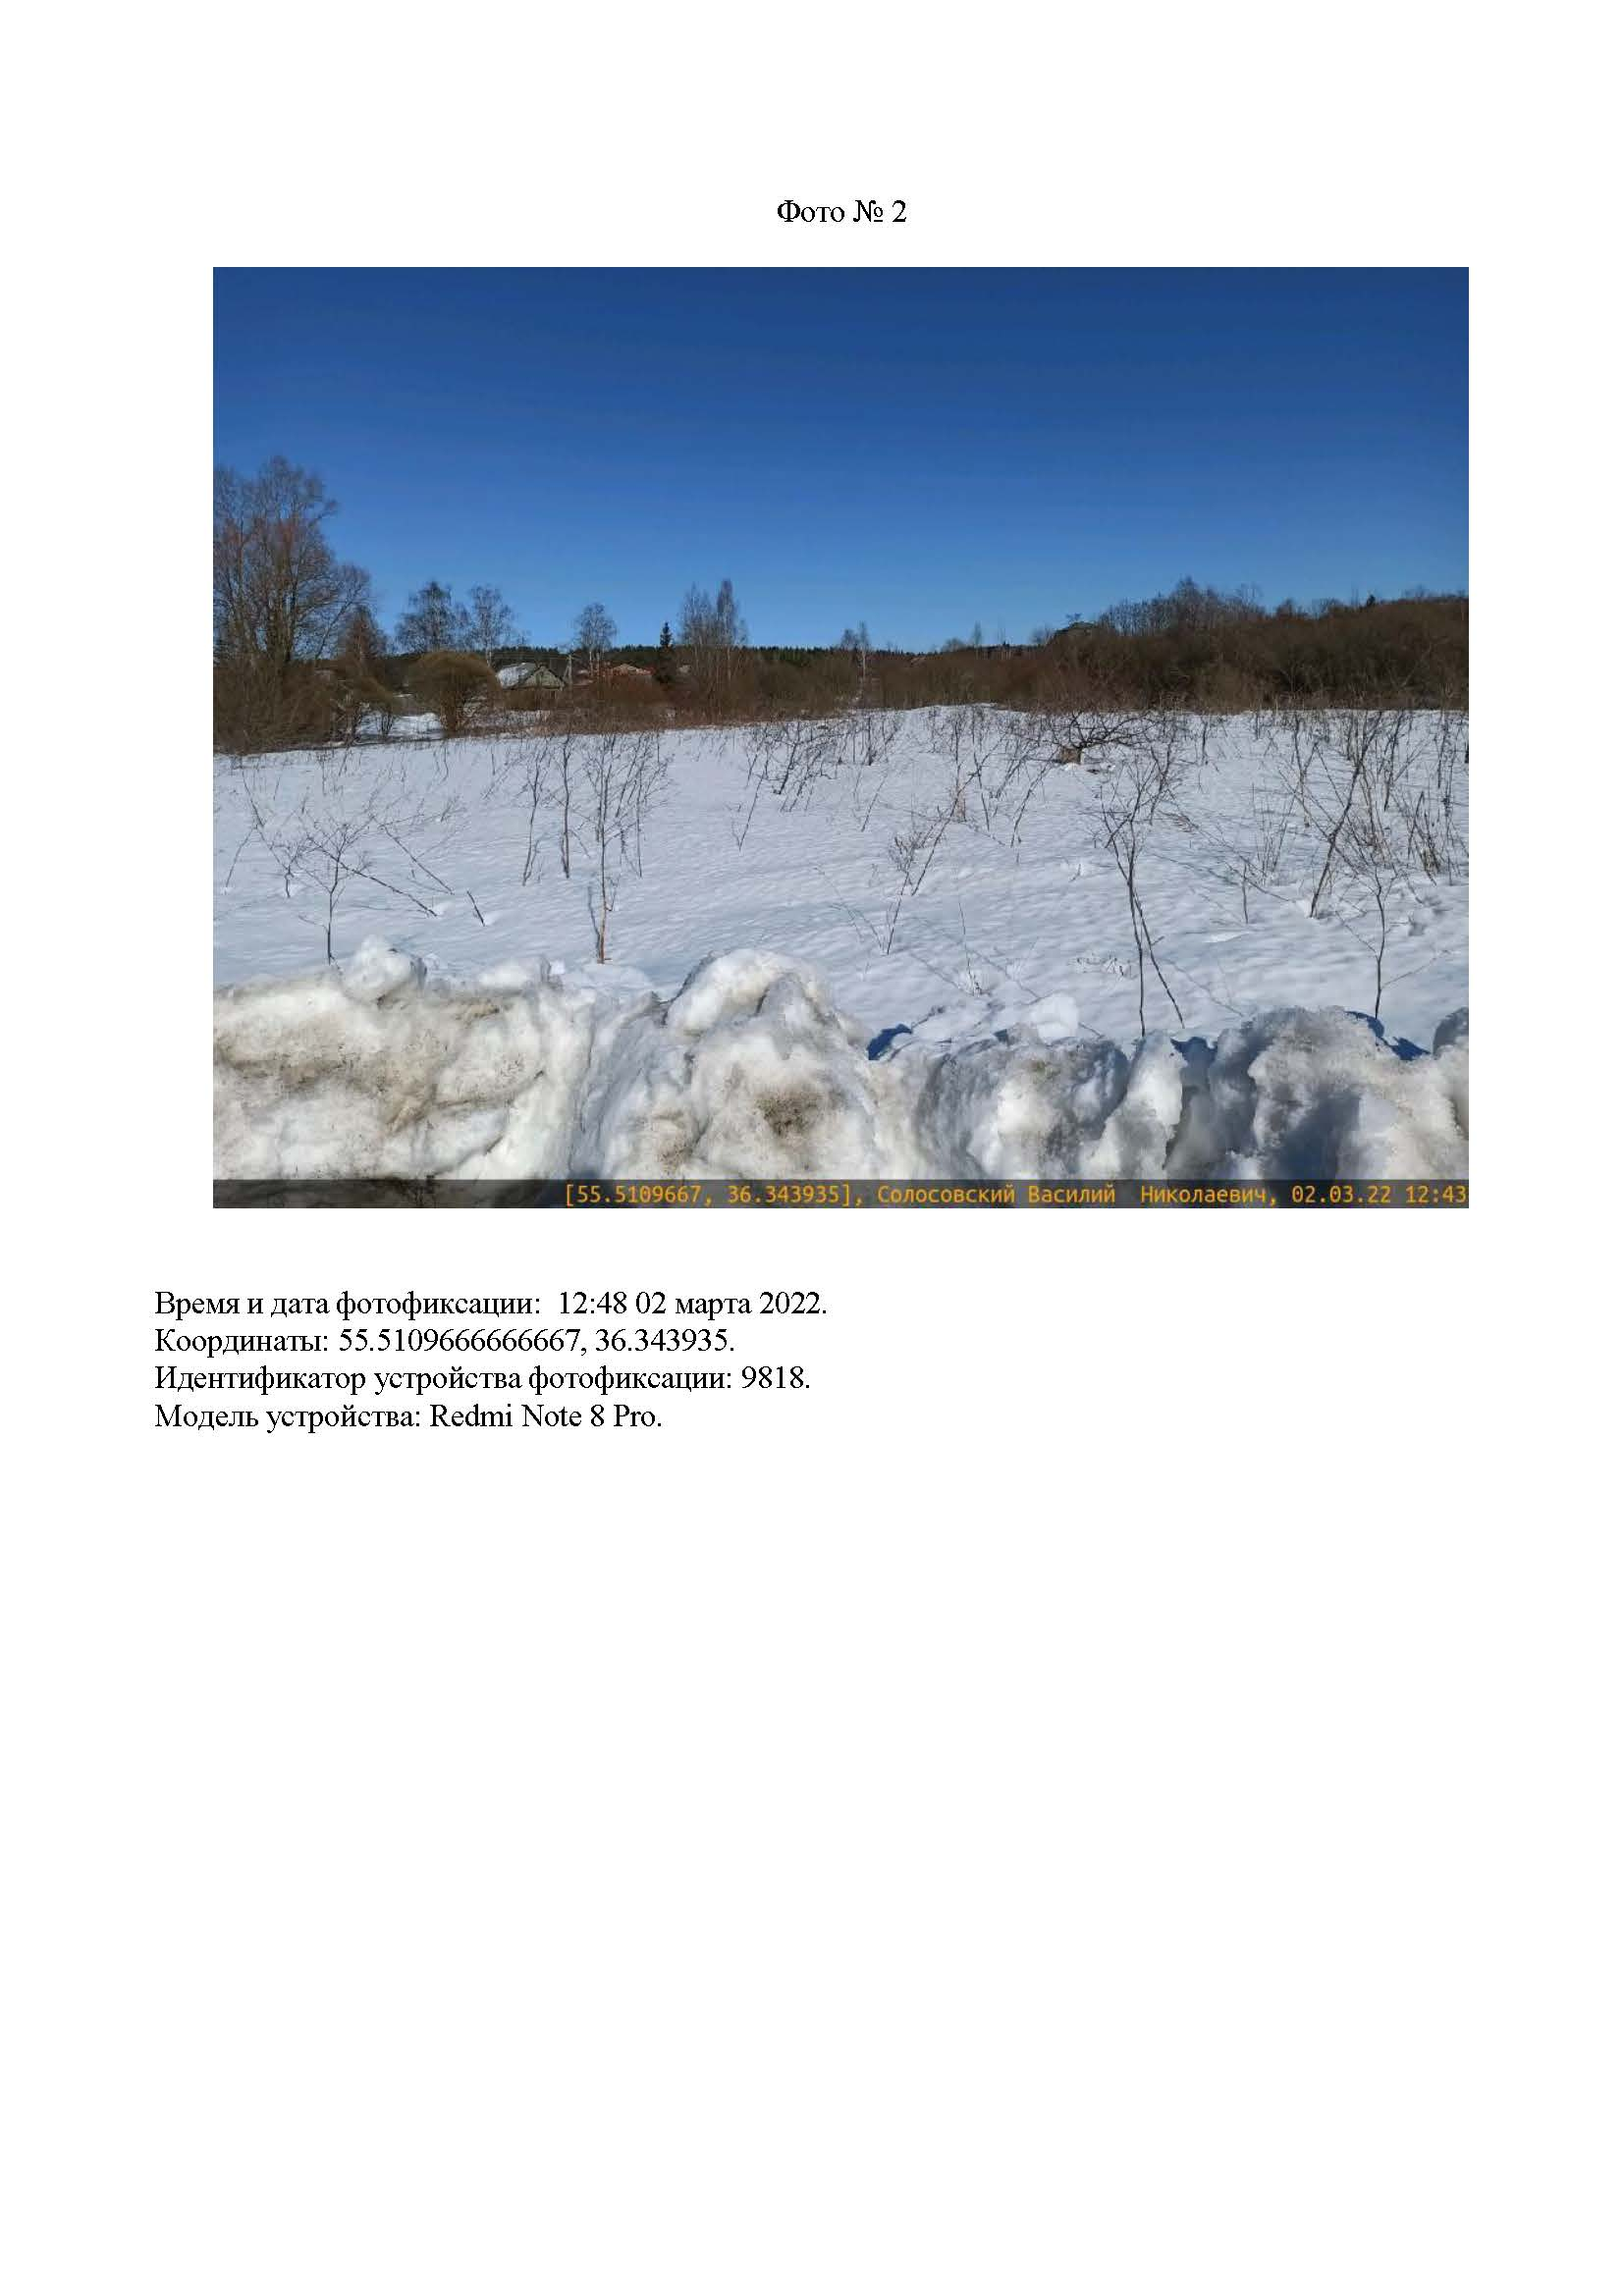 Фото № 2
[55.5109667, 36.343935], Солосовский Василий Николаевич, 02.03.22 12:43
Время и дата фотофиксации: 12:48 02 марта 2022.
Координаты: 55.5109666666667, 36.343935.
Идентификатор устройства фотофиксации: 9818.
Модель устройства: Redmi Note 8 Pro.